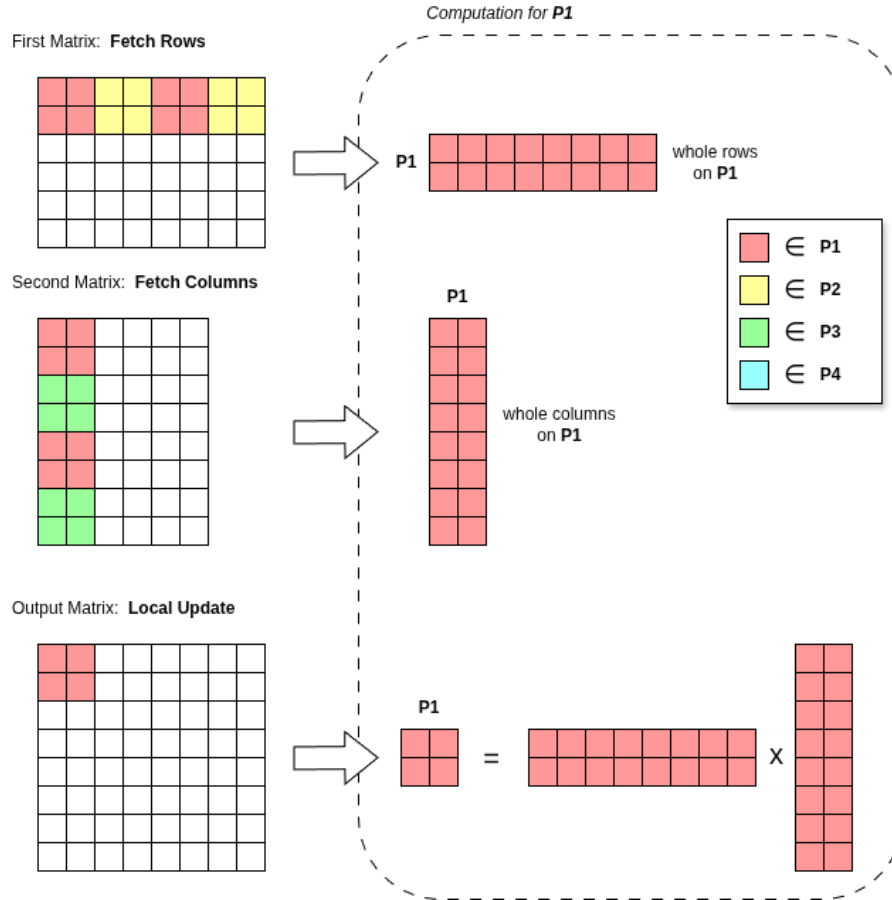 Computation for P1
First Matrix: Fetch Rows
P1
whole rows
on P1
∈ P1
∈ P2
∈ P3
∈ P4
Second Matrix: Fetch Columns
P1
whole columns
on P1
Output Matrix: Local Update
P1
=
X